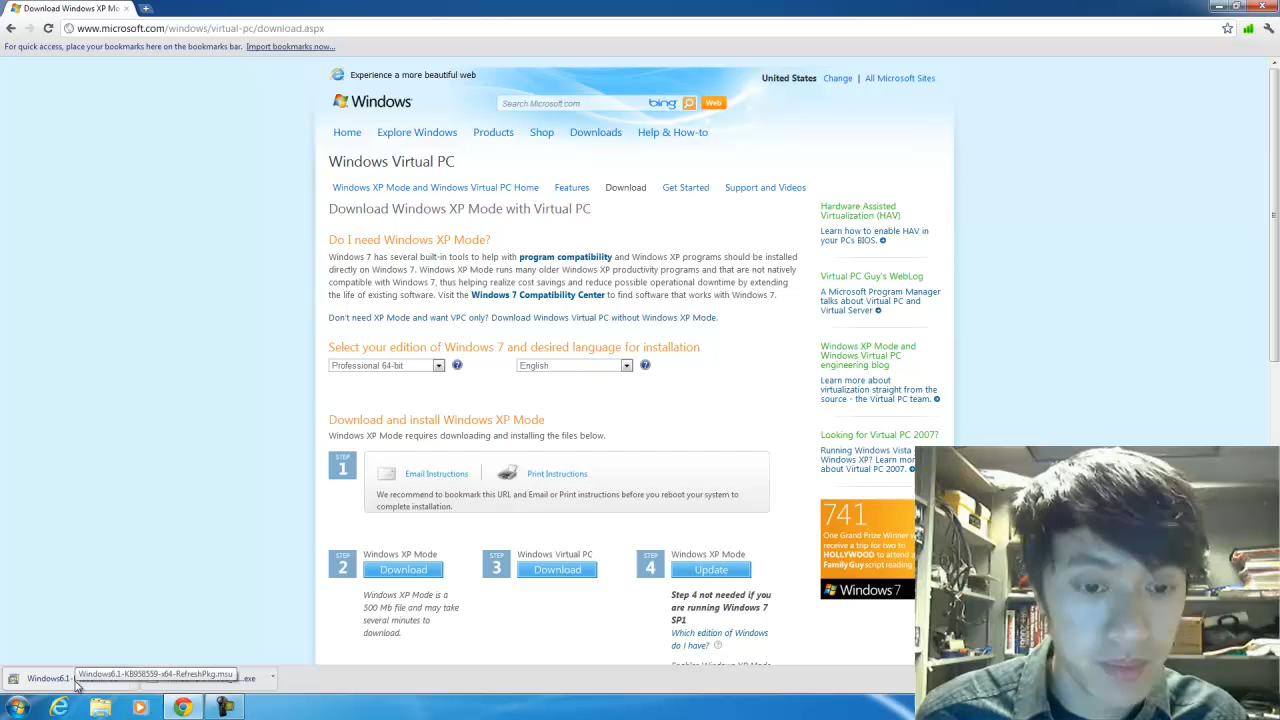 Download Windows XP Mo
www.microsoft.com/windows/virtual-pc/download.aspx
For quick access, place your bookmarks here on the bookmarks bar. Import bookmarks now...
Experience a more beautiful web
United States Change All Microsoft Sites
Windows
Search Microsoft.com bing Web
Home Explore Windows Products Shop Downloads Help & How-to
Windows Virtual PC
Windows XP Mode and Windows Virtual PC Home Features Download Get Started Support and Videos
Download Windows XP Mode with Virtual PC
Do I need Windows XP Mode?
Windows 7 has several built-in tools to help with program compatibility and Windows XP programs should be installed
directly on Windows 7. Windows XP Mode runs many older Windows XP productivity programs and that are not natively
compatible with Windows 7, thus helping realize cost savings and reduce possible operational downtime by extending
the life of existing software. Visit the Windows 7 Compatibility Center to find software that works with Windows 7.
Don't need XP Mode and want VPC only? Download Windows Virtual PC without Windows XP Mode.
Select your edition of Windows 7 and desired language for installation
Professional 64-bit English
Download and install Windows XP Mode
Windows XP Mode requires downloading and installing the files below.
STEP
1
Email Instructions Print Instructions
We recommend to bookmark this URL and Email or Print instructions before you reboot your system to
complete installation.
STEP
2
Windows XP Mode
Download
Windows XP Mode is a
500 Mb file and may take
several minutes to
download.
STEP
3
Windows Virtual PC
Download
STEP
4
Windows XP Mode
Update
Step 4 not needed if you
are running Windows 7
SP1
Which edition of Windows
do I have?
Hardware Assisted
Virtualization (HAV)
Learn how to enable HAV in
your PC's BIOS.
Virtual PC Guy's WebLog
A Microsoft Program Manager
talks about Virtual PC and
Virtual Server
Windows XP Mode and
Windows Virtual PC
engineering blog
Learn more about
virtualization straight from the
source - the Virtual PC team.
Looking for Virtual PC 2007?
Running Windows Vista
Windows XP? Learn
about Virtual PC 2007.
741
One Grand Prize Winner
receive a trip for two to
HOLLYWOOD to attend a
Family Guy script reading
Windows 7
Windows6.1-
Windows6.1-KB958559-x64-RefreshPkg.msu
...exe